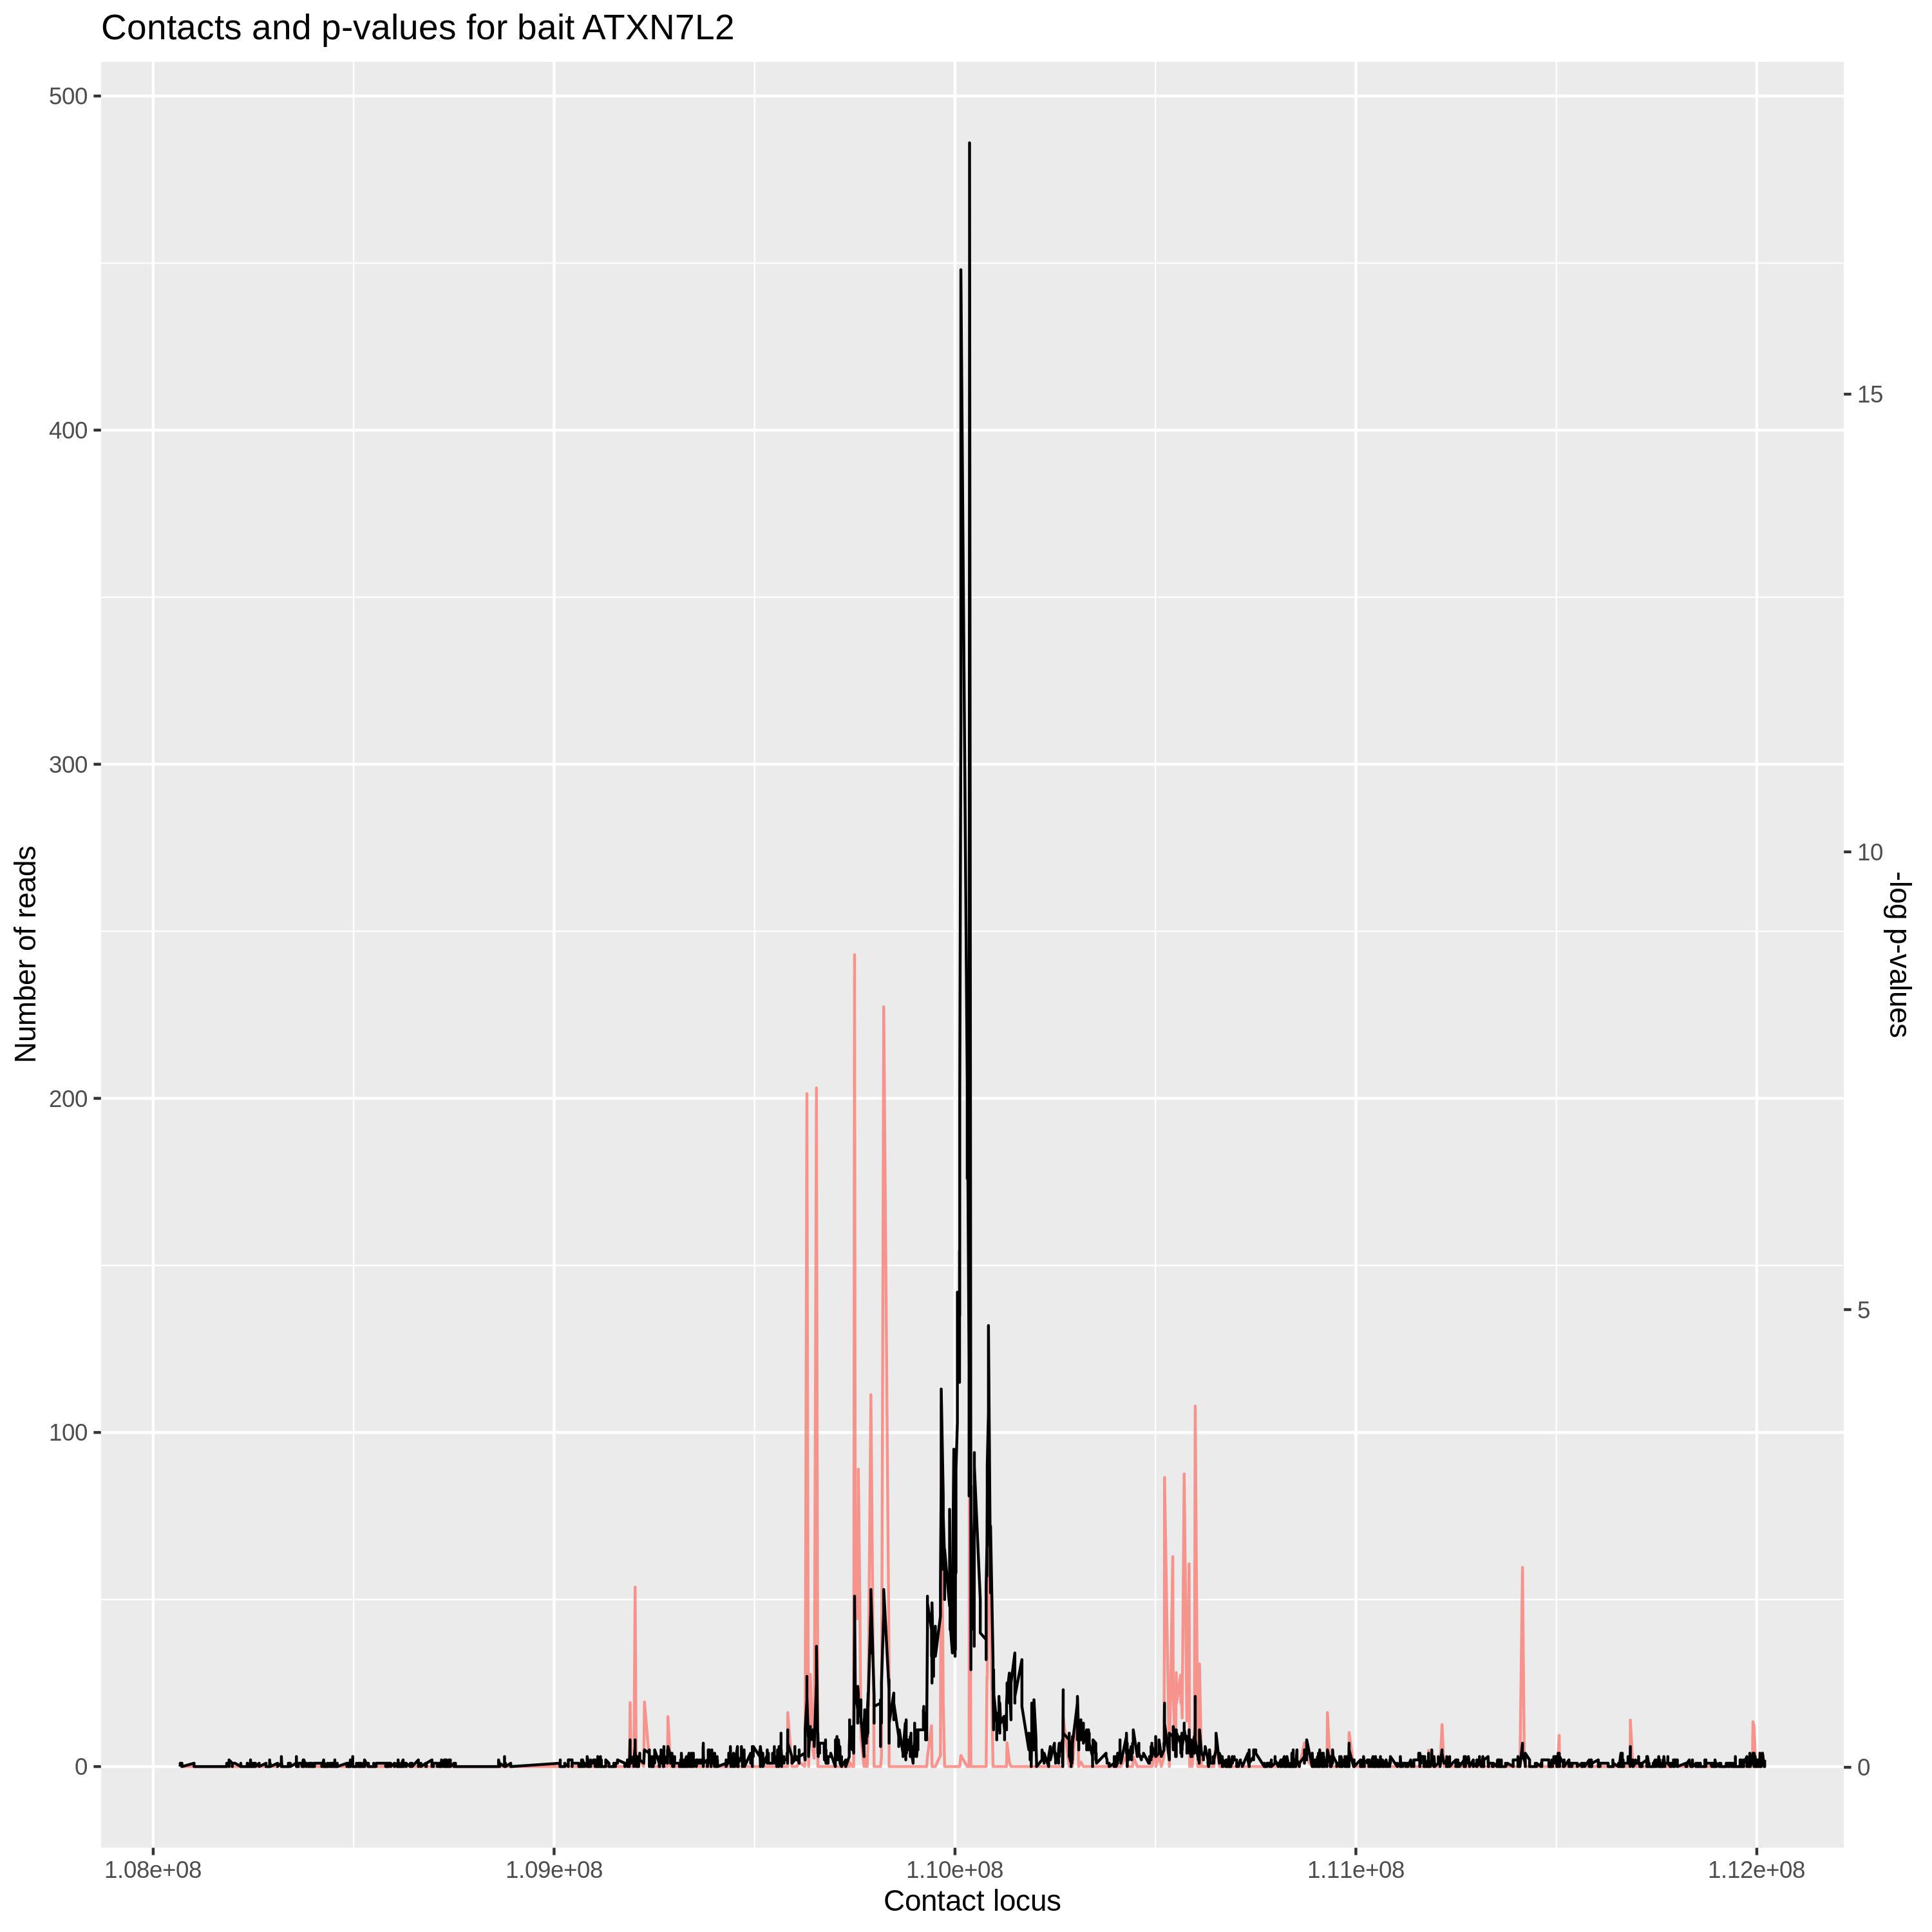 Contacts and p-values for bait ATXN7L2
500
400
300
200
100
0
Number of reads
15
10
5
0
-log p-values
1.08e+08
1.09e+08
1.10e+08
1.11e+08
1.12e+08
Contact locus